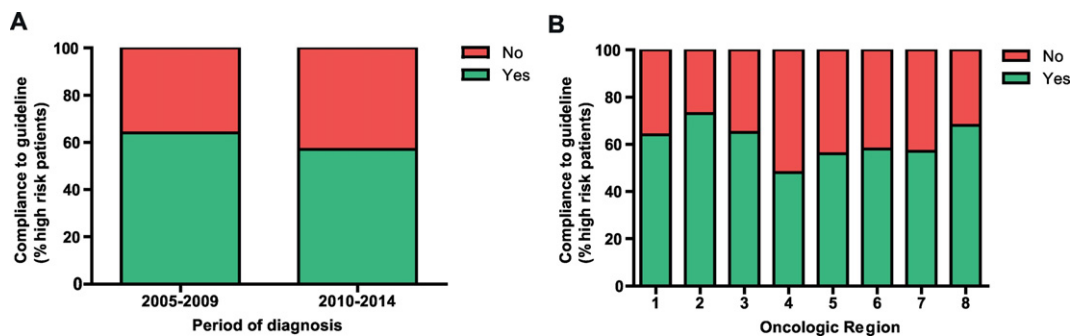 A
Compliance to guideline
(% high risk patients)
100
80
60
40
20
0
2005-2009
2010-2014
Period of diagnosis
No
Yes
B
Compliance to guideline
(% high risk patients)
100
80
60
40
20
0
1 2 3 4 5 6 7 8
Oncologic Region
No
Yes